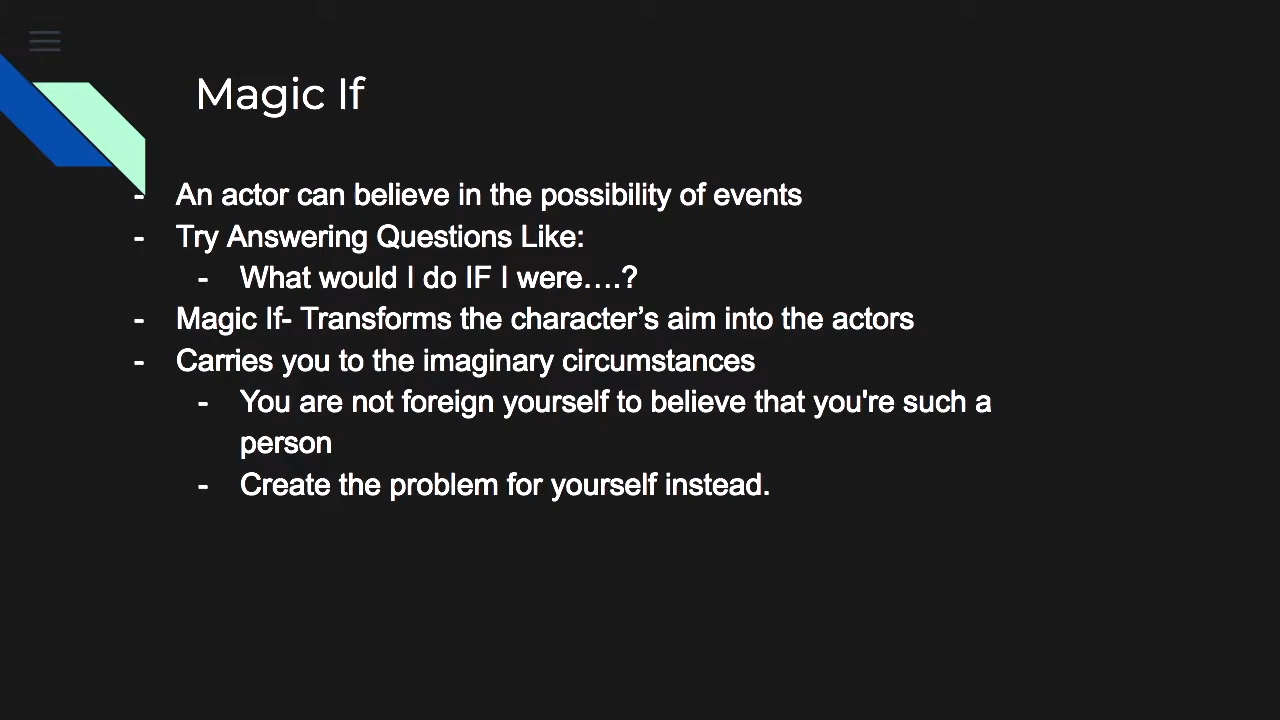 Magic If
- An actor can believe in the possibility of events
- Try Answering Questions Like:
- What would I do IF I were….?
- Magic If- Transforms the character’s aim into the actors
- Carries you to the imaginary circumstances
- You are not foreign yourself to believe that you're such a
person
- Create the problem for yourself instead.